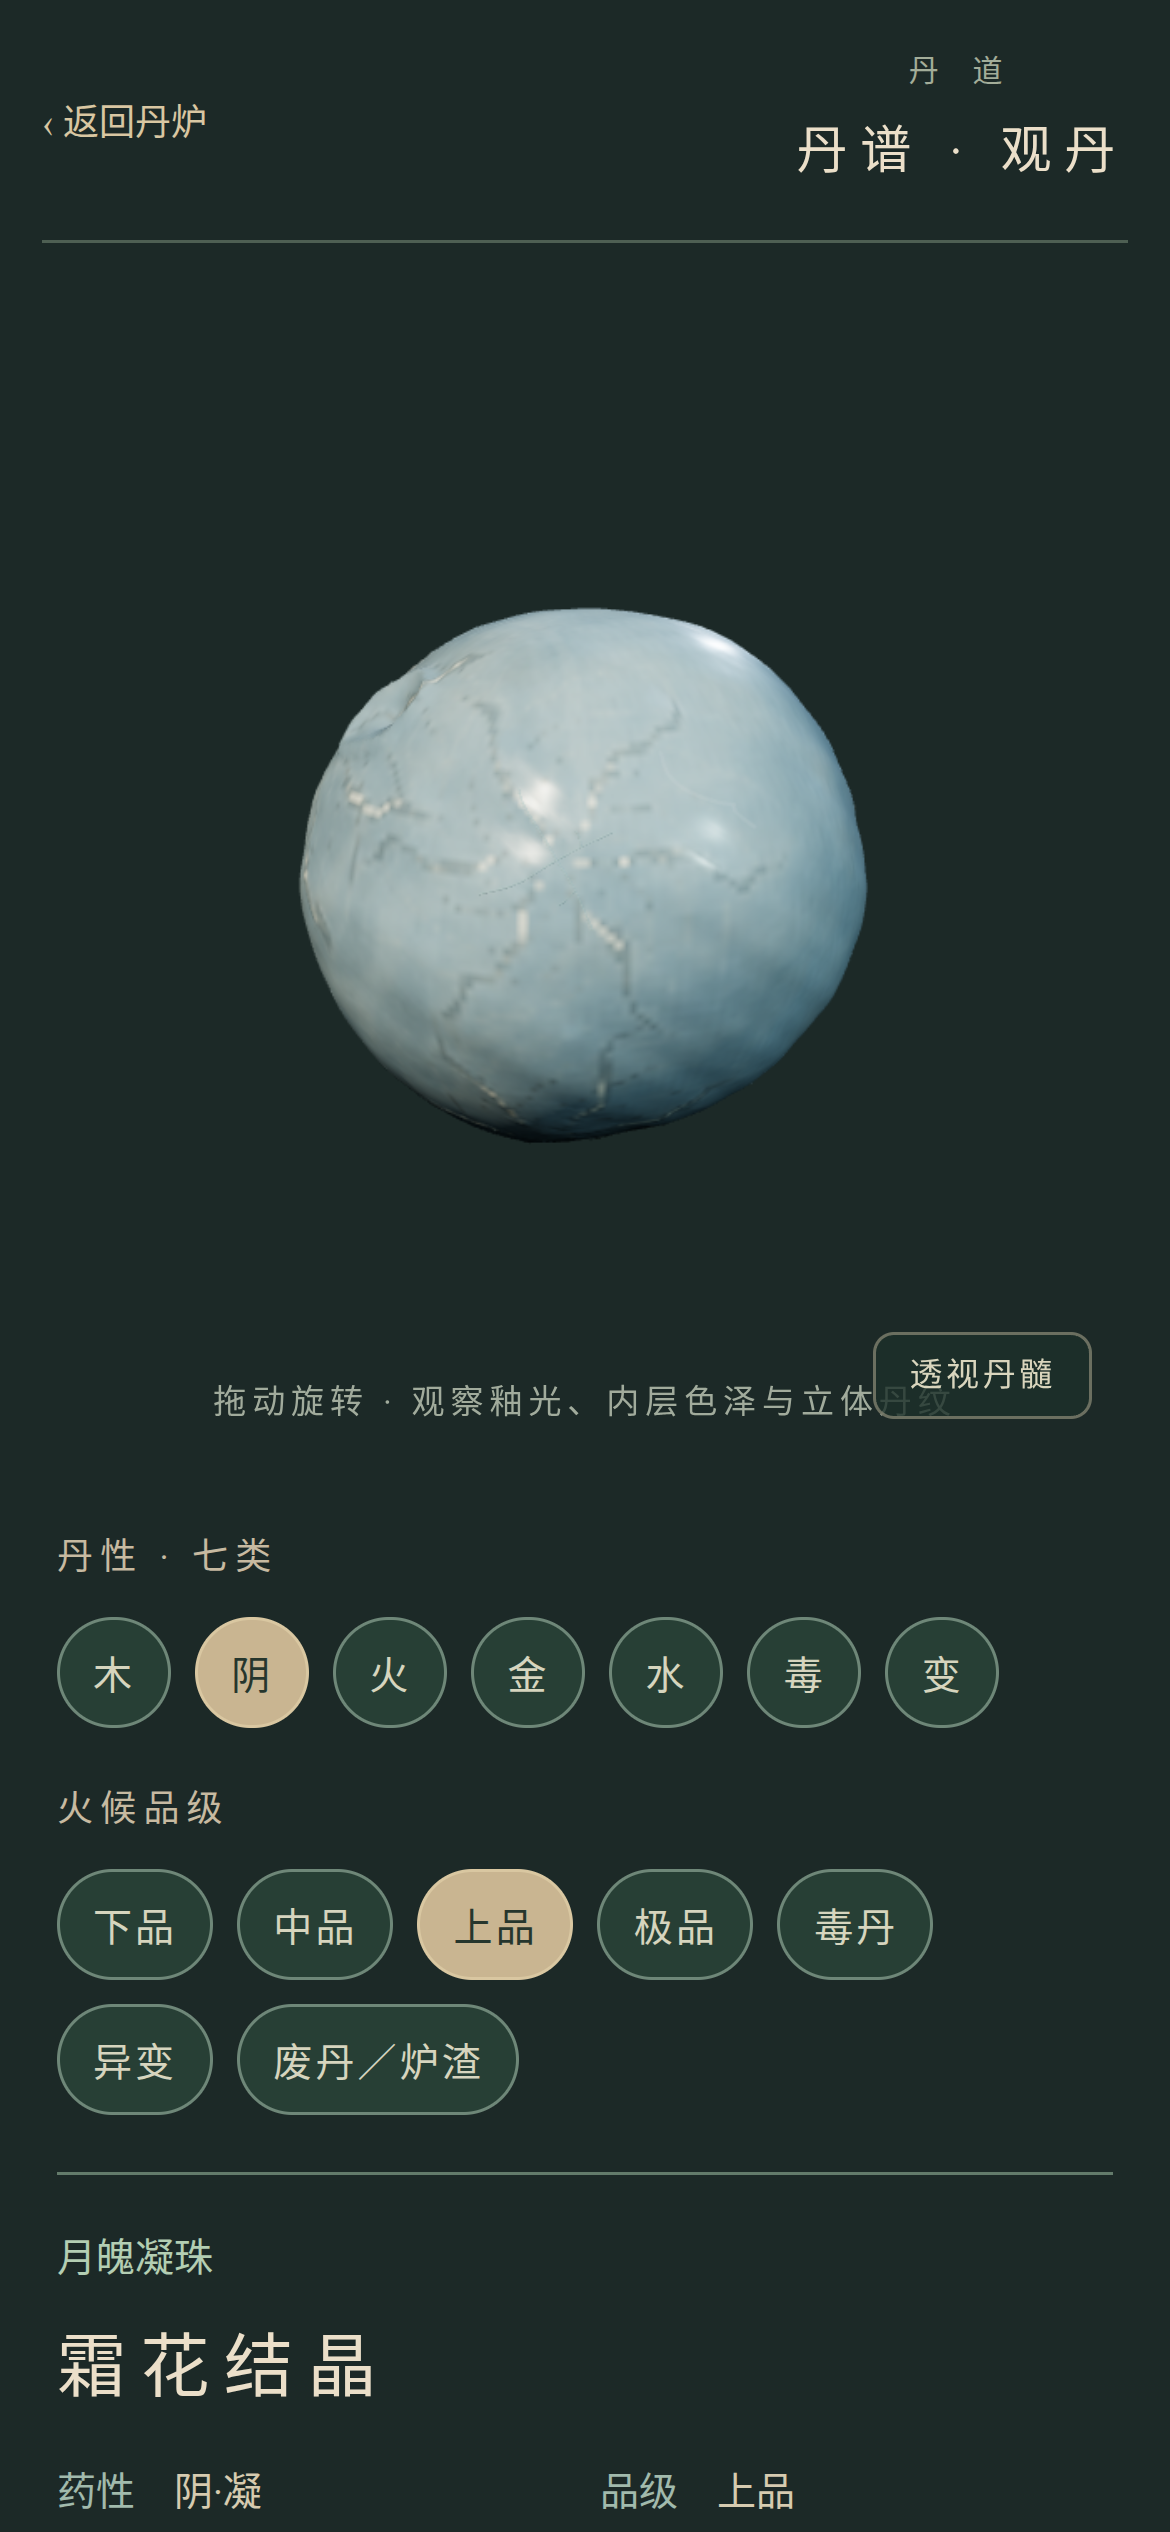 丹 道
‹ 返回丹炉
丹谱 · 观丹
透视丹髓
拖动旋转 · 观察釉光、内层色泽与立体丹纹
丹性 · 七类
木 阴 火 金 水 毒 变
火候品级
下品 中品 上品 极品 毒丹
异变 废丹／炉渣
月魄凝珠
霜花结晶
药性 阴·凝 品级 上品